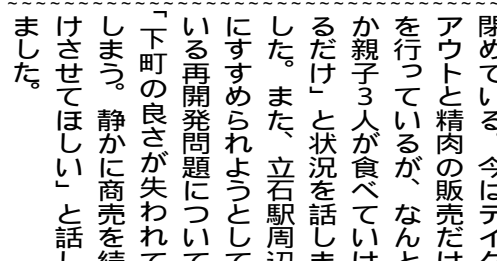 閉めている。今はテイク
アウトと精肉の販売だけ
を行っているが、なんと
か親子3人が食べていけ
るだけ」と状況を話しま
した。また、立石駅周辺
にすすめられようとして
いる再開発問題について
「下町の良さが失われて
しまう。静かに商売を続
けさせてほしい」と話し
ました。